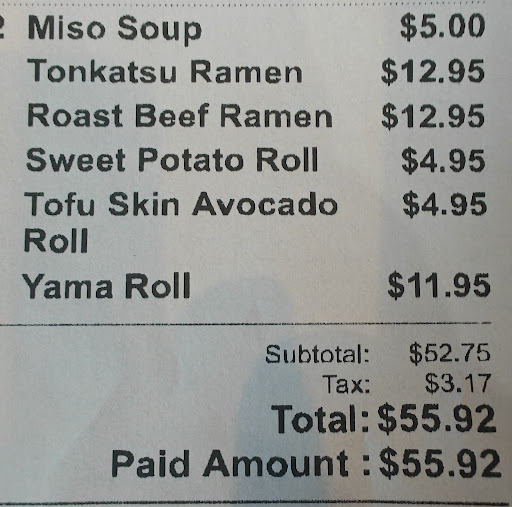 2 Miso Soup $5.00
Tonkatsu Ramen $12.95
Roast Beef Ramen $12.95
Sweet Potato Roll $4.95
Tofu Skin Avocado $4.95
Roll
Yama Roll $11.95
Subtotal: $52.75
Tax: $3.17
Total: $55.92
Paid Amount : $55.92